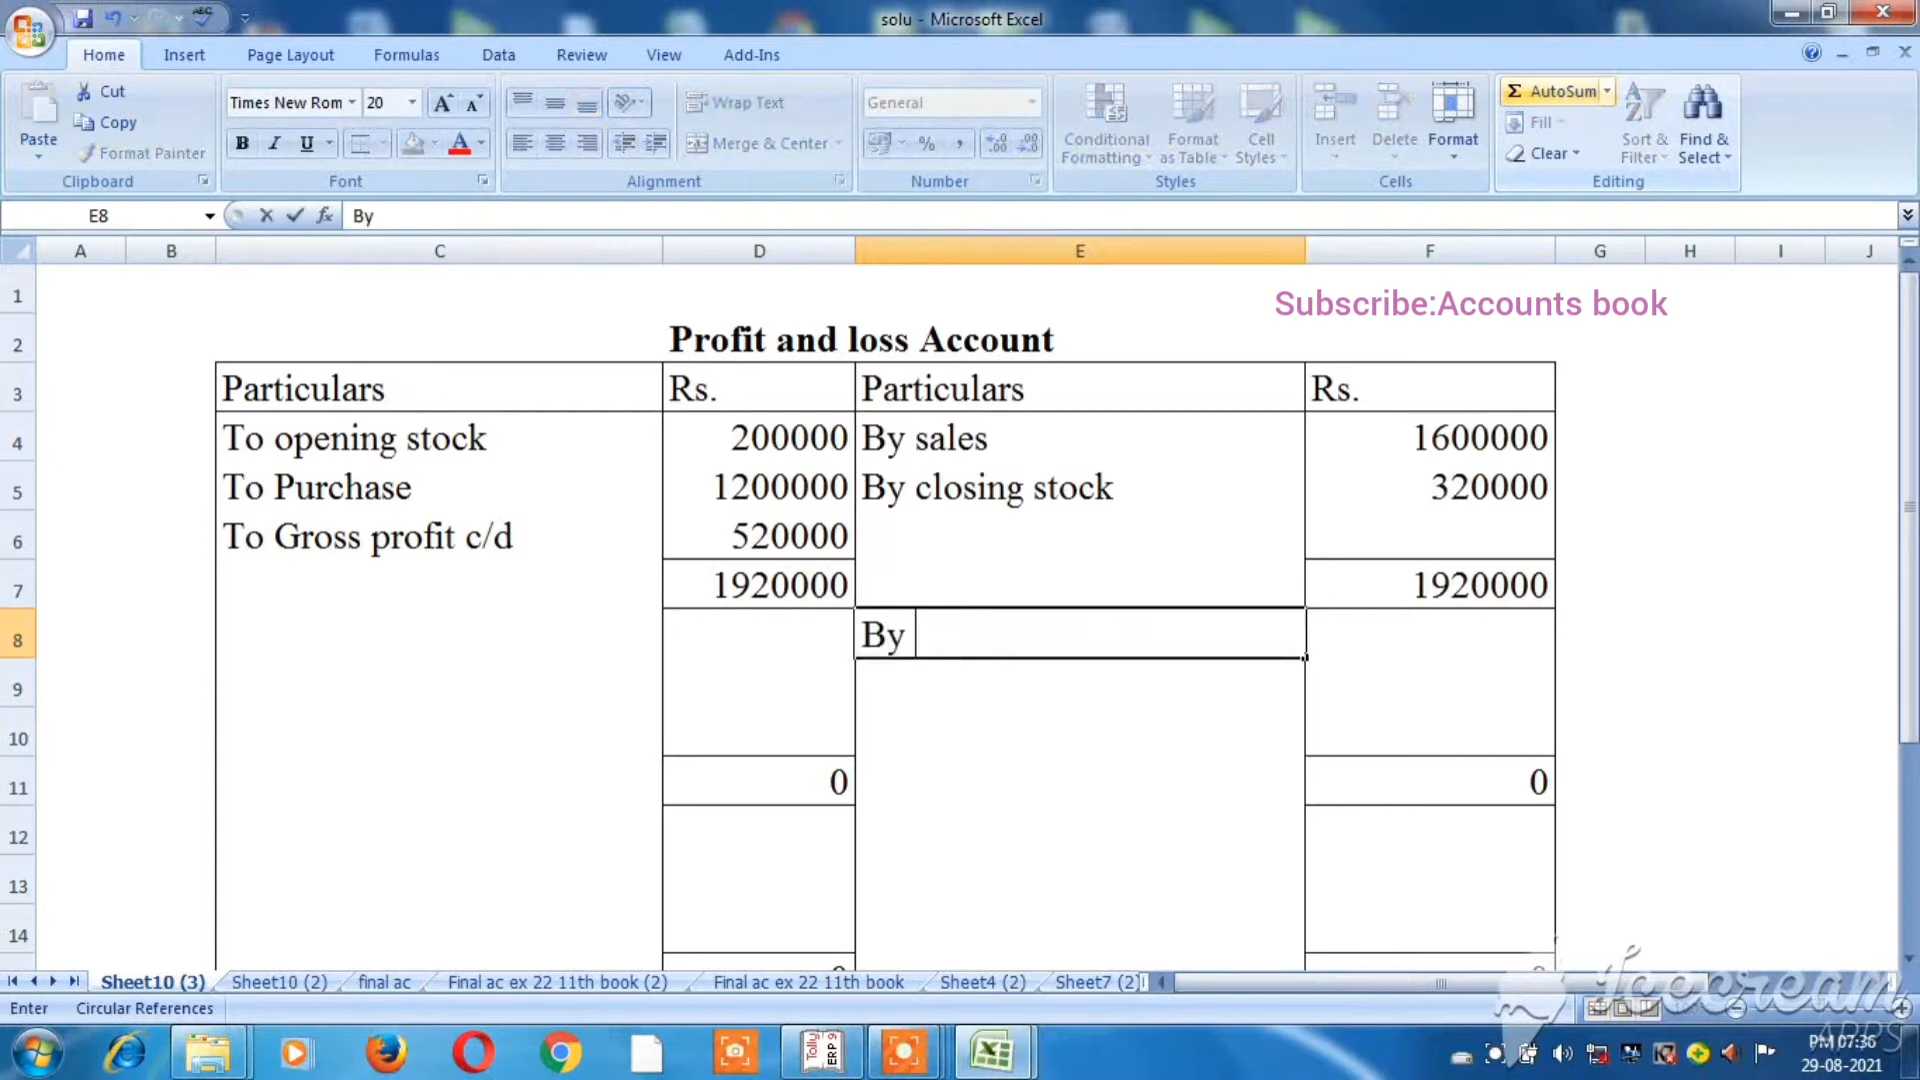 solu - Microsoft Excel
Home Insert Page Layout Formulas Data Review View Add-Ins
Paste
Cut
Copy
Format Painter
Clipboard
Times New Rom 20
B I U
Font
Wrap Text
Merge & Center
Alignment
General
Number
Conditional Formatting
Format as Table
Cell Styles
Styles
Insert Delete Format
Cells
Σ AutoSum
Fill
Clear
Sort & Filter
Find & Select
Editing
E8 fx By
A B C D E F G H I J
1 Subscribe:Accounts book
2 Profit and loss Account
3 Particulars Rs. Particulars Rs.
4 To opening stock 200000 By sales 1600000
5 To Purchase 1200000 By closing stock 320000
6 To Gross profit c/d 520000
7 1920000 1920000
8 By
9
10
11 0 0
12
13
14
Sheet10 (3) Sheet10 (2) final ac Final ac ex 22 11th book (2) Final ac ex 22 11th book Sheet4 (2) Sheet7 (2)
Enter Circular References
Icecream
APPS
Tally ERP 9
PM 07:36
29-08-2021